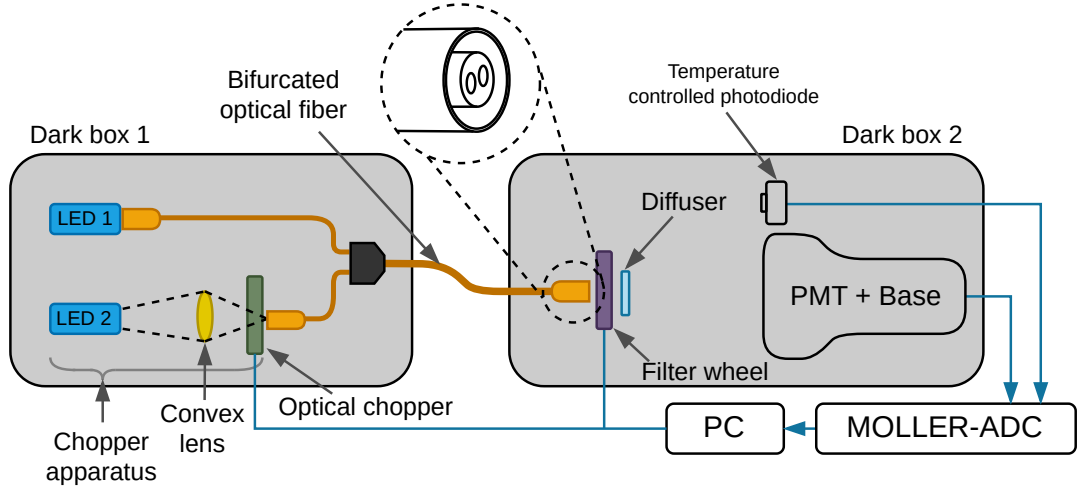 Temperature
controlled photodiode
Bifurcated
optical fiber
Dark box 1
Dark box 2
LED 1
Diffuser
LED 2
PMT + Base
Filter wheel
Optical chopper
Convex
lens
Chopper
apparatus
PC
MOLLER-ADC